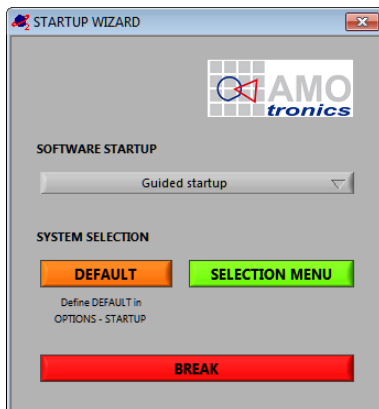 STARTUP WIZARD
AMO
tronics
SOFTWARE STARTUP
Guided startup
SYSTEM SELECTION
DEFAULT
SELECTION MENU
Define DEFAULT in
OPTIONS - STARTUP
BREAK